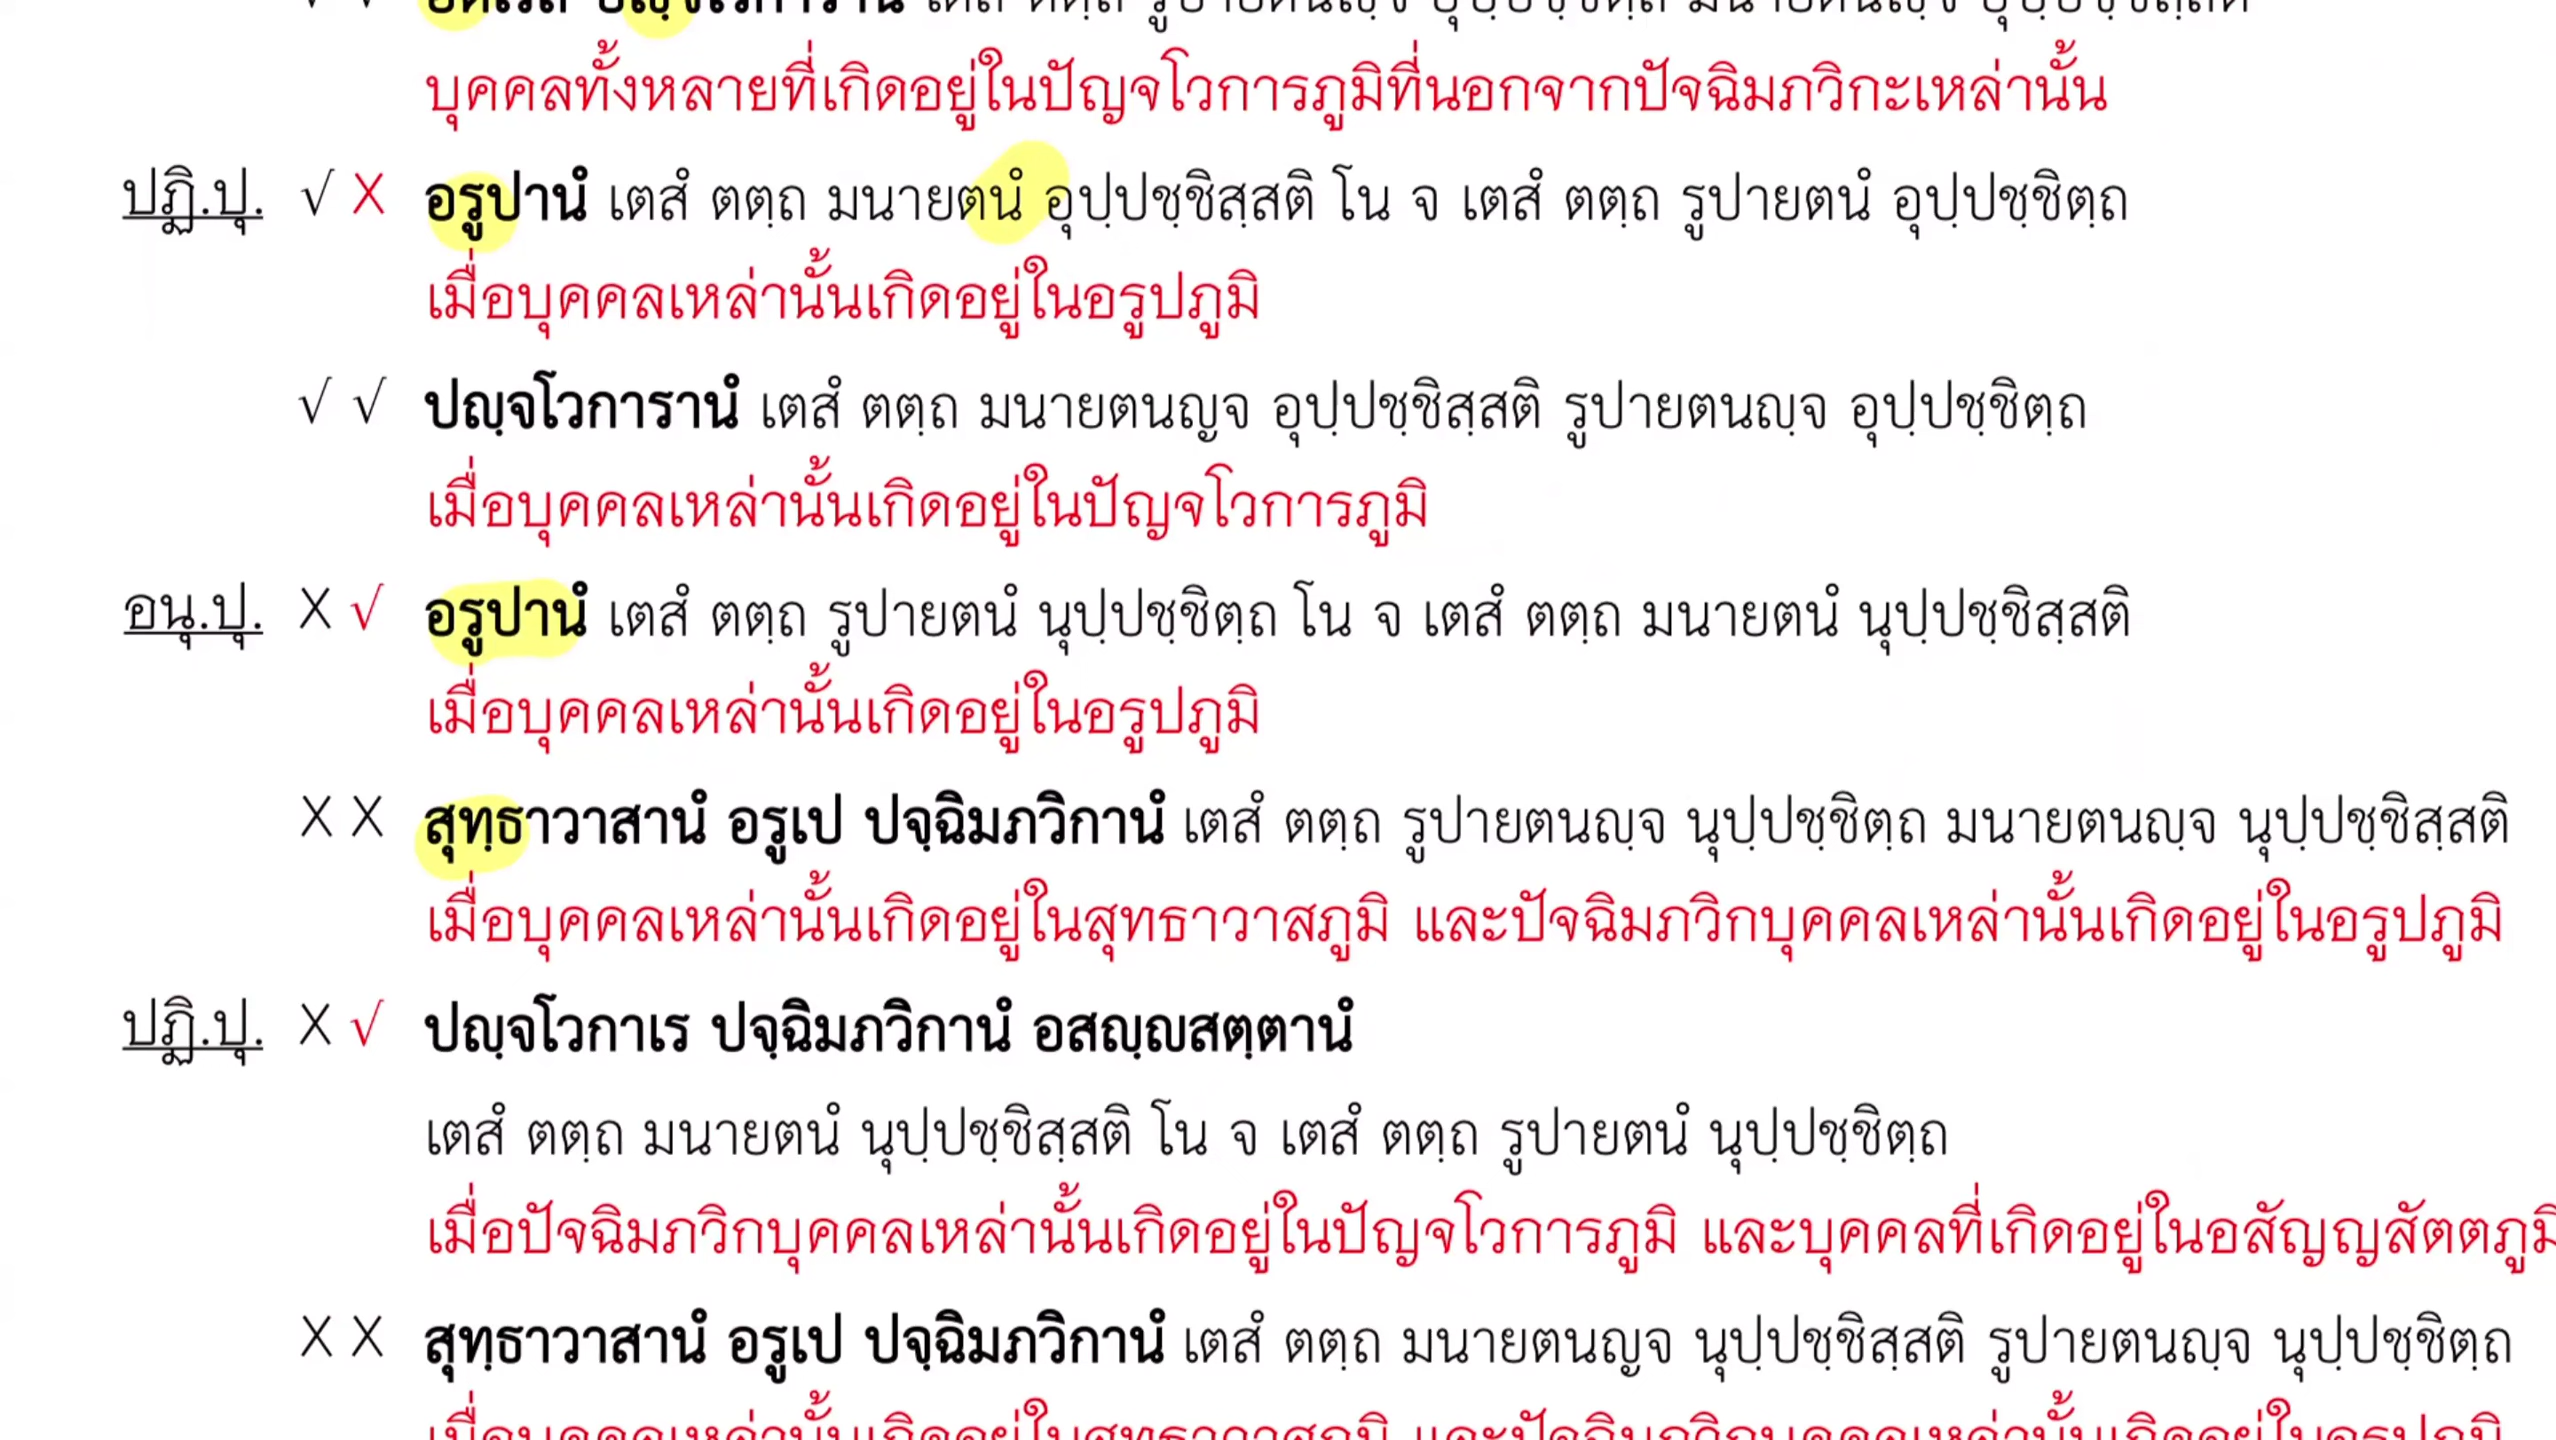 บุคคลทั้งหลายที่เกิดอยู่ในปัญจโวการภูมิที่นอกจากปัจฉิมภวิกะเหล่านั้น
ปฏิ.ปุ. √ X อรูปานํ เตสํ ตตฺถ มนายตนํ อุปฺปชฺชิสฺสติ โน จ เตสํ ตตฺถ รูปายตนํ อุปฺปชฺชิตฺถ
เมื่อบุคคลเหล่านั้นเกิดอยู่ในอรูปภูมิ
√ √ ปญฺจโวการานํ เตสํ ตตฺถ มนายตนญจ อุปฺปชฺชิสฺสติ รูปายตนญฺจ อุปฺปชฺชิตฺถ
เมื่อบุคคลเหล่านั้นเกิดอยู่ในปัญจโวการภูมิ
อนุ.ปุ. X √ อรูปานํ เตสํ ตตฺถ รูปายตนํ นุปฺปชฺชิตฺถ โน จ เตสํ ตตฺถ มนายตนํ นุปฺปชฺชิสฺสติ
เมื่อบุคคลเหล่านั้นเกิดอยู่ในอรูปภูมิ
X X สุทฺธาวาสานํ อรูเป ปจฺฉิมภวิกานํ เตสํ ตตฺถ รูปายตนญฺจ นุปฺปชฺชิตฺถ มนายตนญฺจ นุปฺปชฺชิสฺสติ
เมื่อบุคคลเหล่านั้นเกิดอยู่ในสุทธาวาสภูมิ และปัจฉิมภวิกบุคคลเหล่านั้นเกิดอยู่ในอรูปภูมิ
ปฏิ.ปุ. X √ ปญฺจโวกาเร ปจฺฉิมภวิกานํ อสญฺญสตฺตานํ
เตสํ ตตฺถ มนายตนํ นุปฺปชฺชิสฺสติ โน จ เตสํ ตตฺถ รูปายตนํ นุปฺปชฺชิตฺถ
เมื่อปัจฉิมภวิกบุคคลเหล่านั้นเกิดอยู่ในปัญจโวการภูมิ และบุคคลที่เกิดอยู่ในอสัญญสัตตภูมิ
X X สุทฺธาวาสานํ อรูเป ปจฺฉิมภวิกานํ เตสํ ตตฺถ มนายตนญจ นุปฺปชฺชิสฺสติ รูปายตนญฺจ นุปฺปชฺชิตฺถ